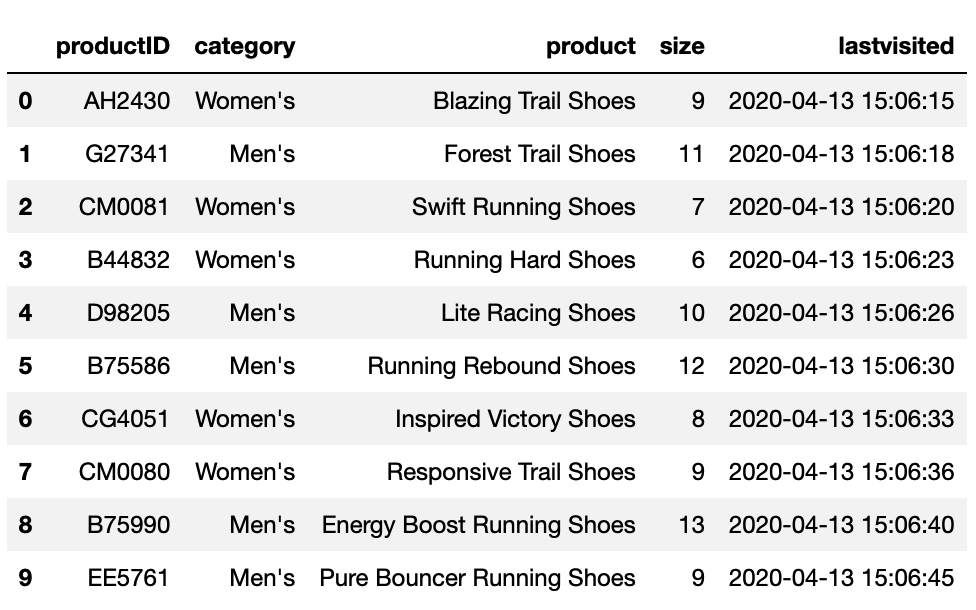 productID category product size lastvisited
0 AH2430 Women's Blazing Trail Shoes 9 2020-04-13 15:06:15
1 G27341 Men's Forest Trail Shoes 11 2020-04-13 15:06:18
2 CM0081 Women's Swift Running Shoes 7 2020-04-13 15:06:20
3 B44832 Women's Running Hard Shoes 6 2020-04-13 15:06:23
4 D98205 Men's Lite Racing Shoes 10 2020-04-13 15:06:26
5 B75586 Men's Running Rebound Shoes 12 2020-04-13 15:06:30
6 CG4051 Women's Inspired Victory Shoes 8 2020-04-13 15:06:33
7 CM0080 Women's Responsive Trail Shoes 9 2020-04-13 15:06:36
8 B75990 Men's Energy Boost Running Shoes 13 2020-04-13 15:06:40
9 EE5761 Men's Pure Bouncer Running Shoes 9 2020-04-13 15:06:45